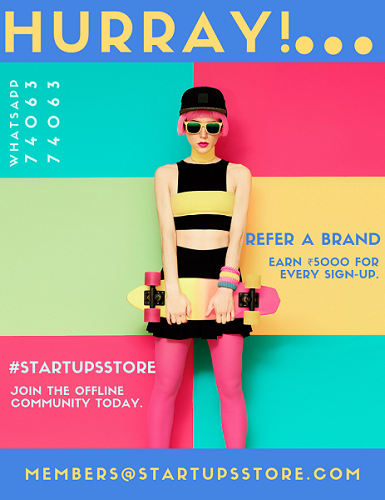 HURRAY!...
WHATSAPP
74063
74063
REFER A BRAND
EARN ₹5000 FOR
EVERY SIGN-UP.
#STARTUPSSTORE
JOIN THE OFFLINE
COMMUNITY TODAY.
MEMBERS@STARTUPSSTORE.COM